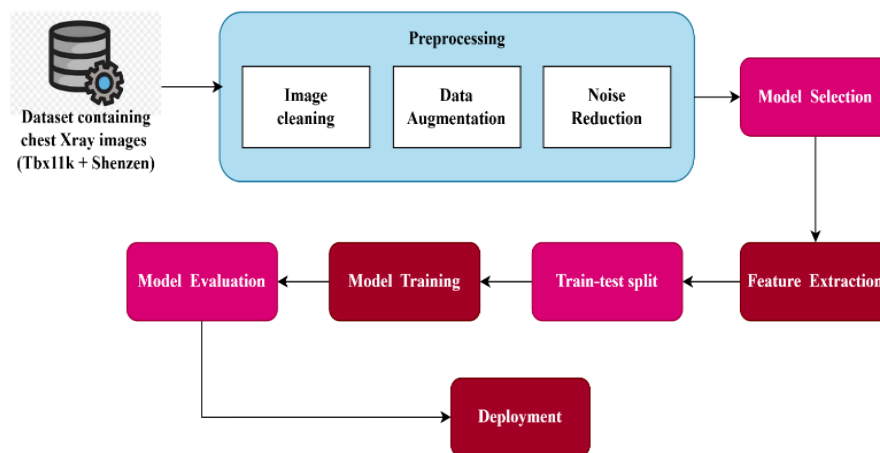 Dataset containing
chest Xray images
(Tbx11k + Shenzen)
Preprocessing
Image
cleaning
Data
Augmentation
Noise
Reduction
Model Selection
Feature Extraction
Train-test split
Model Training
Model Evaluation
Deployment